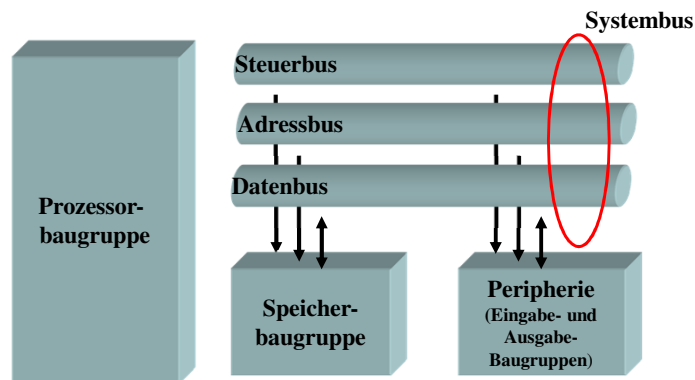 Systembus
Steuerbus
Adressbus
Datenbus
Prozessor-
baugruppe
Speicher-
baugruppe
Peripherie
(Eingabe- und
Ausgabe-
Baugruppen)